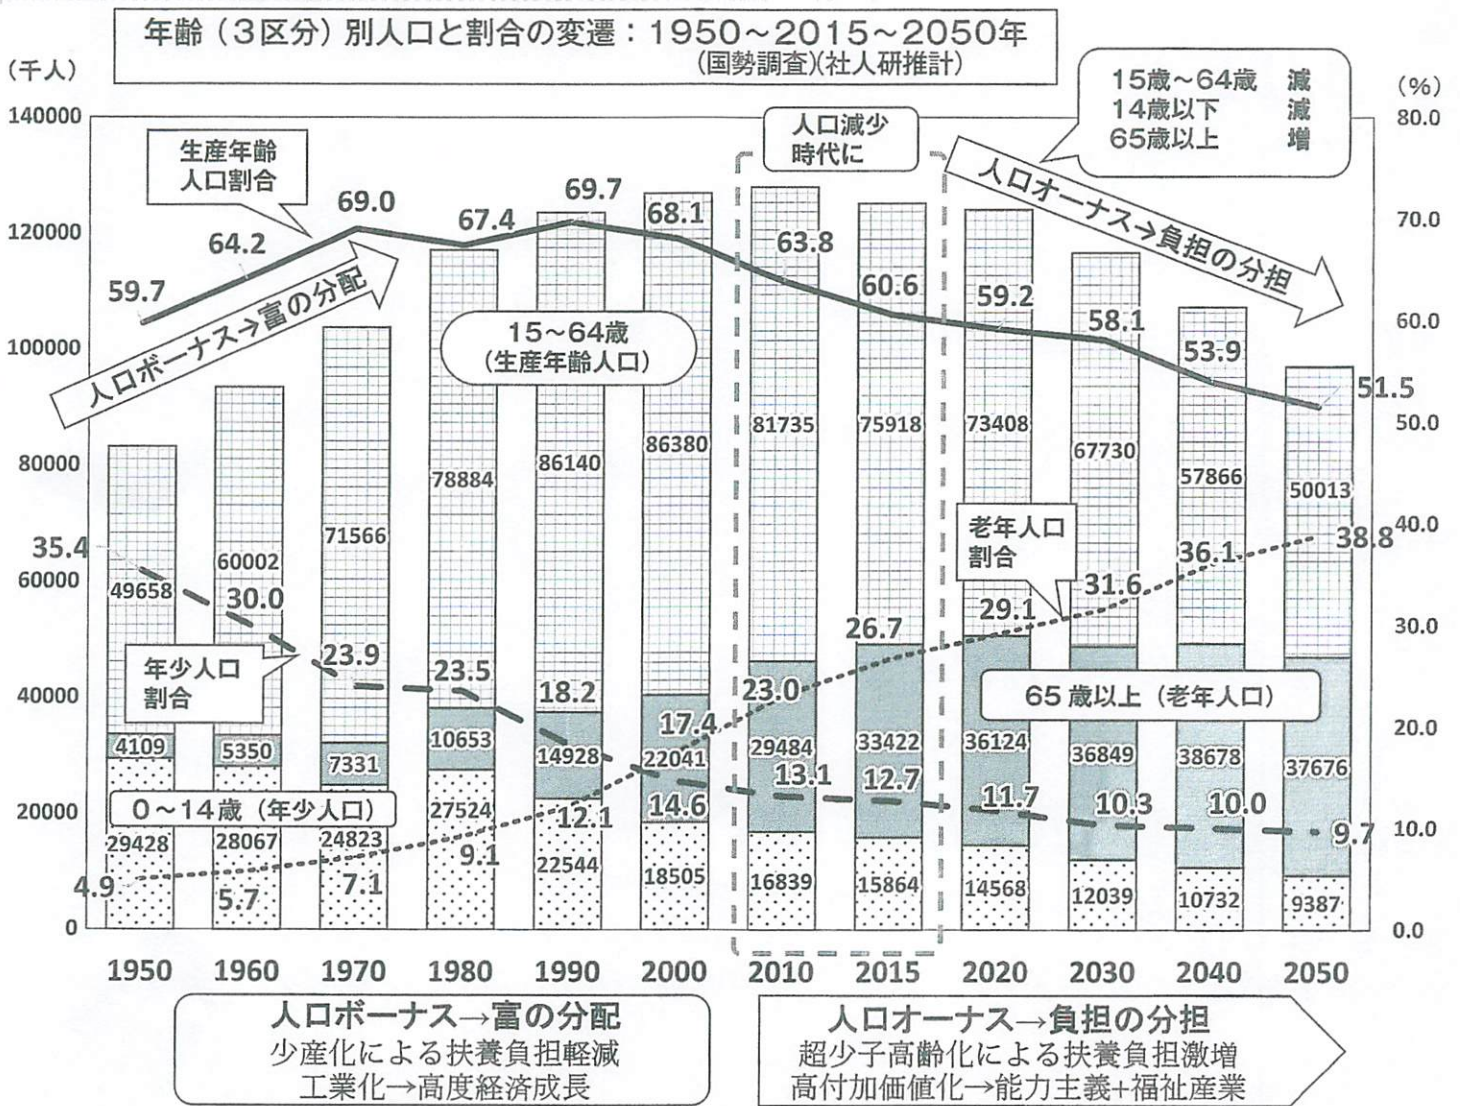 年齢（３区分）別人口と割合の変遷：１９５０～２０１５～２０５０年
（国勢調査）（社人研推計）
（千人）
（％）
15歳～64歳　減
14歳以下　減
65歳以上　増
140000
120000
100000
80000
60000
40000
20000
0
80.0
70.0
60.0
50.0
40.0
30.0
20.0
10.0
0.0
生産年齢
人口割合
人口減少
時代に
人口ボーナス→富の分配
人口オーナス→負担の分担
15～64歳
（生産年齢人口）
老年人口
割合
年少人口
割合
65歳以上（老年人口）
0～14歳（年少人口）
59.7 64.2 69.0 67.4 69.7 68.1 63.8 60.6 59.2 58.1 53.9 51.5
49658 60002 71566 78884 86140 86380 81735 75918 73408 67730 57866 50013
35.4 30.0 23.9 23.5 18.2 14.6 13.1 12.7 11.7 10.3 10.0 9.7
4109 5350 7331 10653 14928 22041 29484 33422 36124 36849 38678 37676
4.9 5.7 7.1 9.1 12.1 17.4 23.0 26.7 29.1 31.6 36.1 38.8
29428 28067 24823 27524 22544 18505 16839 15864 14568 12039 10732 9387
1950 1960 1970 1980 1990 2000 2010 2015 2020 2030 2040 2050
人口ボーナス→富の分配
少産化による扶養負担軽減
工業化→高度経済成長
人口オーナス→負担の分担
超少子高齢化による扶養負担激増
高付加価値化→能力主義+福祉産業